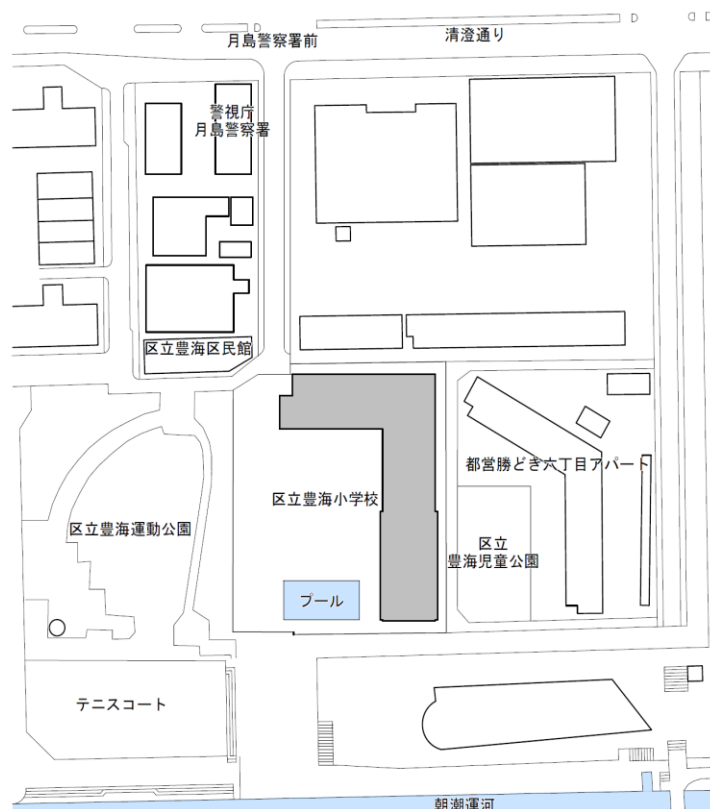 清澄通り
月島警察署前
警視庁
月島警察署
区立豊海区民館
都営勝どき六丁目アパート
区立豊海小学校
区立豊海運動公園
区立
豊海児童公園
プール
テニスコート
朝潮運河